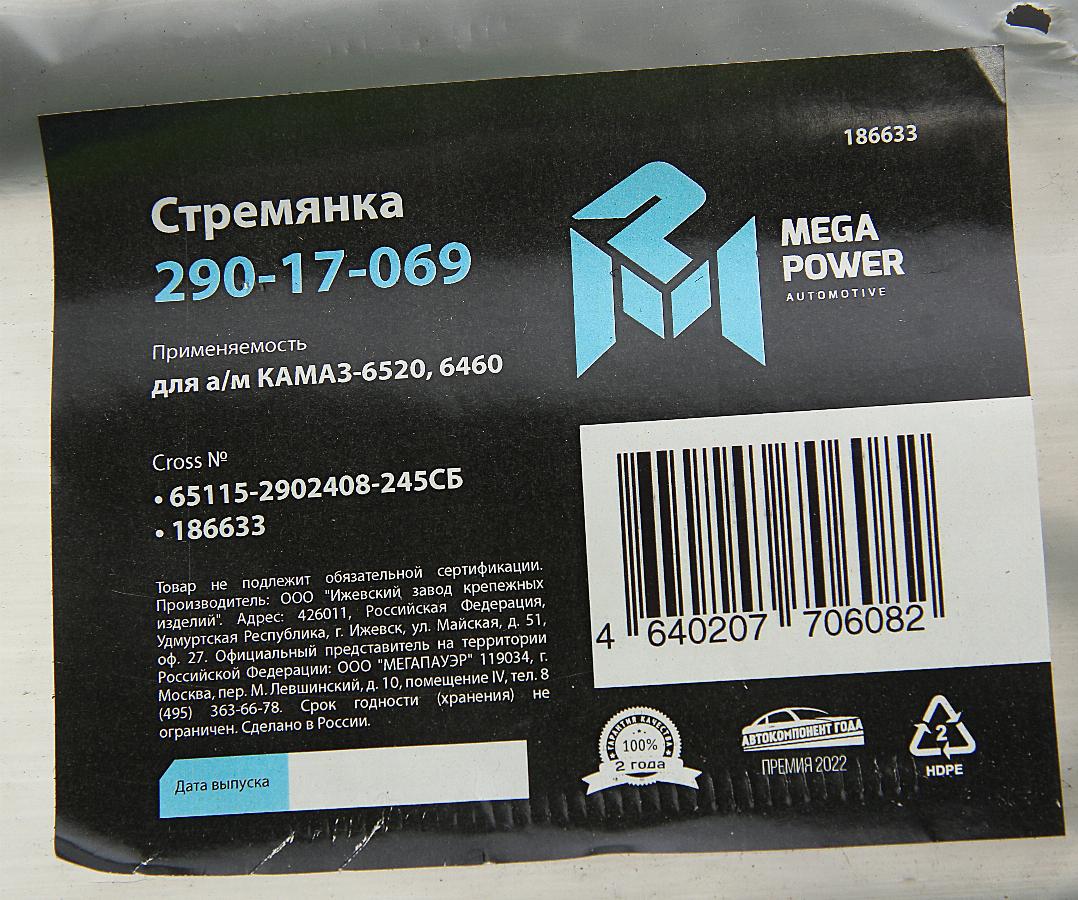 186633
Стремянка
290-17-069
MEGA
POWER
AUTOMOTIVE
Применяемость
для а/м КАМАЗ-6520, 6460
Cross №
• 65115-2902408-245СБ
• 186633
Товар не подлежит обязательной сертификации.
Производитель: ООО "Ижевский завод крепежных
изделий". Адрес: 426011, Российская Федерация,
Удмуртская Республика, г. Ижевск, ул. Майская, д. 51,
оф. 27. Официальный представитель на территории
Российской Федерации: ООО "МЕГАПАУЭР" 119034, г.
Москва, пер. М. Левшинский, д. 10, помещение IV, тел. 8
(495) 363-66-78. Срок годности (хранения) не
ограничен. Сделано в России.
Дата выпуска
4 640207 706082
ГАРАНТИЯ КАЧЕСТВА
100%
2 года
АВТОКОМПОНЕНТ ГОДА
ПРЕМИЯ 2022
2
HDPE